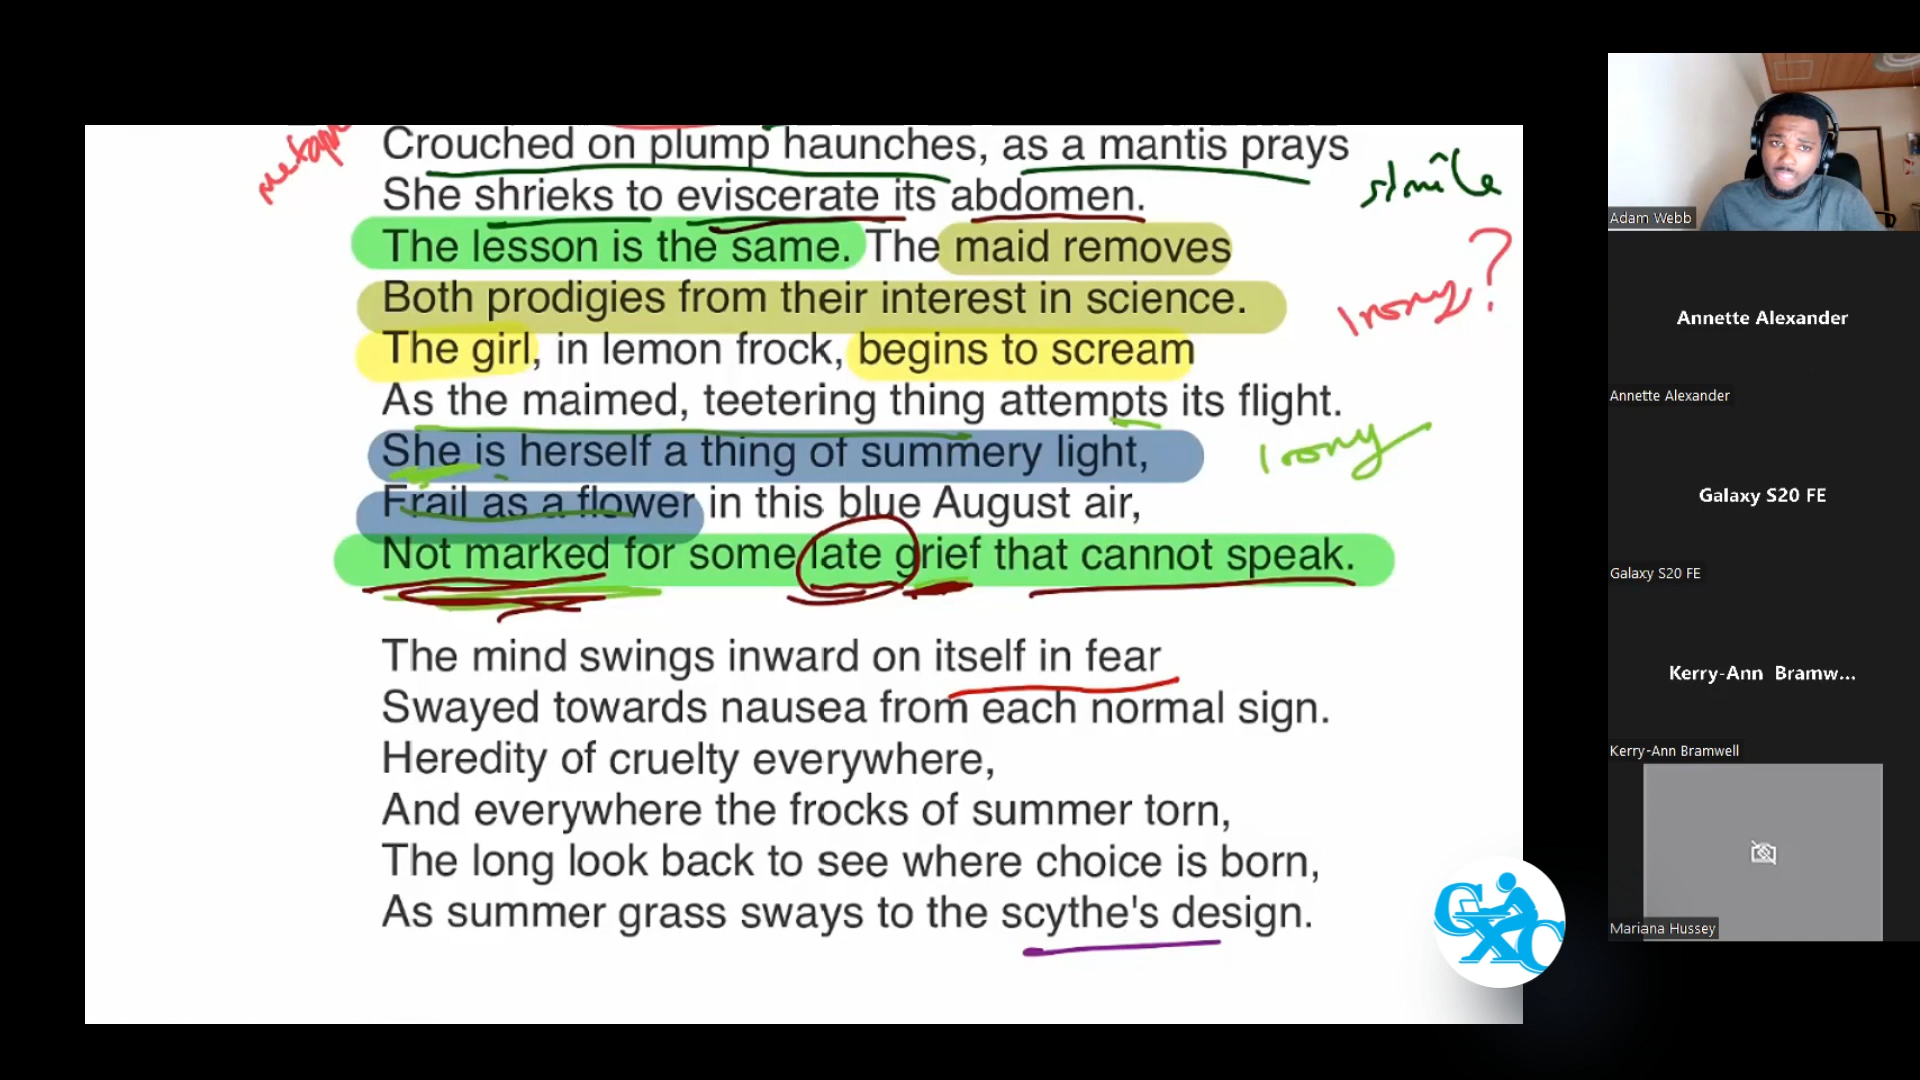 metap
Crouched on plump haunches, as a mantis prays
simile
She shrieks to eviscerate its abdomen.
The lesson is the same. The maid removes
Both prodigies from their interest in science.
Irony?
The girl, in lemon frock, begins to scream
As the maimed, teetering thing attempts its flight.
She is herself a thing of summery light,
Irony
Frail as a flower in this blue August air,
Not marked for some late grief that cannot speak.
The mind swings inward on itself in fear
Swayed towards nausea from each normal sign.
Heredity of cruelty everywhere,
And everywhere the frocks of summer torn,
The long look back to see where choice is born,
As summer grass sways to the scythe's design.
CXC
Adam Webb
Annette Alexander
Annette Alexander
Galaxy S20 FE
Galaxy S20 FE
Kerry-Ann Bramw...
Kerry-Ann Bramwell
Mariana Hussey